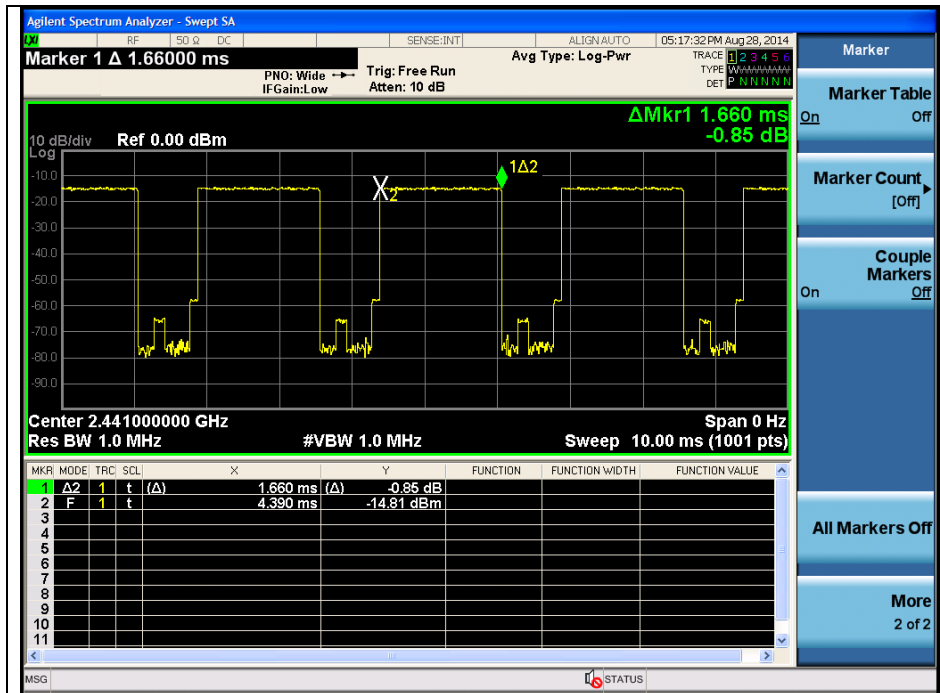 Agilent Spectrum Analyzer - Swept SA
LXI RF 50 Ω DC SENSE:INT ALIGN AUTO 05:17:32 PM Aug 28, 2014
Marker 1 Δ 1.66000 ms
PNO: Wide
IFGain:Low
Trig: Free Run
Atten: 10 dB
Avg Type: Log-Pwr
TRACE 1 2 3 4 5 6
TYPE WWWWWW
DET P N N N N N
ΔMkr1 1.660 ms
-0.85 dB
10 dB/div Ref 0.00 dBm
Log
-10.0
-20.0
-30.0
-40.0
-50.0
-60.0
-70.0
-80.0
-90.0
1Δ2
X2
Center 2.441000000 GHz Span 0 Hz
Res BW 1.0 MHz #VBW 1.0 MHz Sweep 10.00 ms (1001 pts)
MKR MODE TRC SCL X Y FUNCTION FUNCTION WIDTH FUNCTION VALUE
1 Δ2 1 t (Δ) 1.660 ms (Δ) -0.85 dB
2 F 1 t 4.390 ms -14.81 dBm
3
4
5
6
7
8
9
10
11
MSG STATUS
Marker
Marker Table
On Off
Marker Count
[Off]
Couple
Markers
On Off
All Markers Off
More
2 of 2